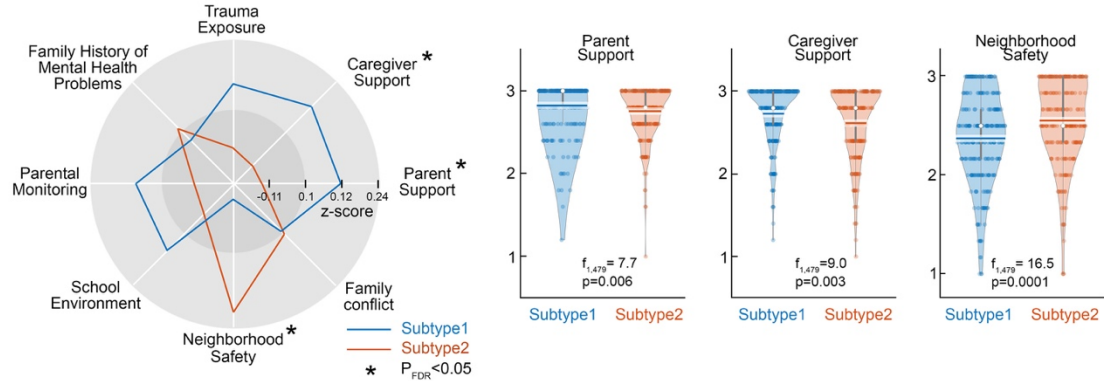 Trauma
Exposure
Family History of
Mental Health
Problems
Caregiver *
Support
Parental
Monitoring
Parent *
Support
-0.11 0.1 0.12 0.24
z-score
School
Environment
Family
conflict
Neighborhood *
Safety
Subtype1
Subtype2
* PFDR<0.05
Parent
Support
3
2
1
f1,479= 7.7
p=0.006
Subtype1 Subtype2
Caregiver
Support
3
2
1
f1,479=9.0
p=0.003
Subtype1 Subtype2
Neighborhood
Safety
3
2
1
f1,479 = 16.5
p=0.0001
Subtype1 Subtype2